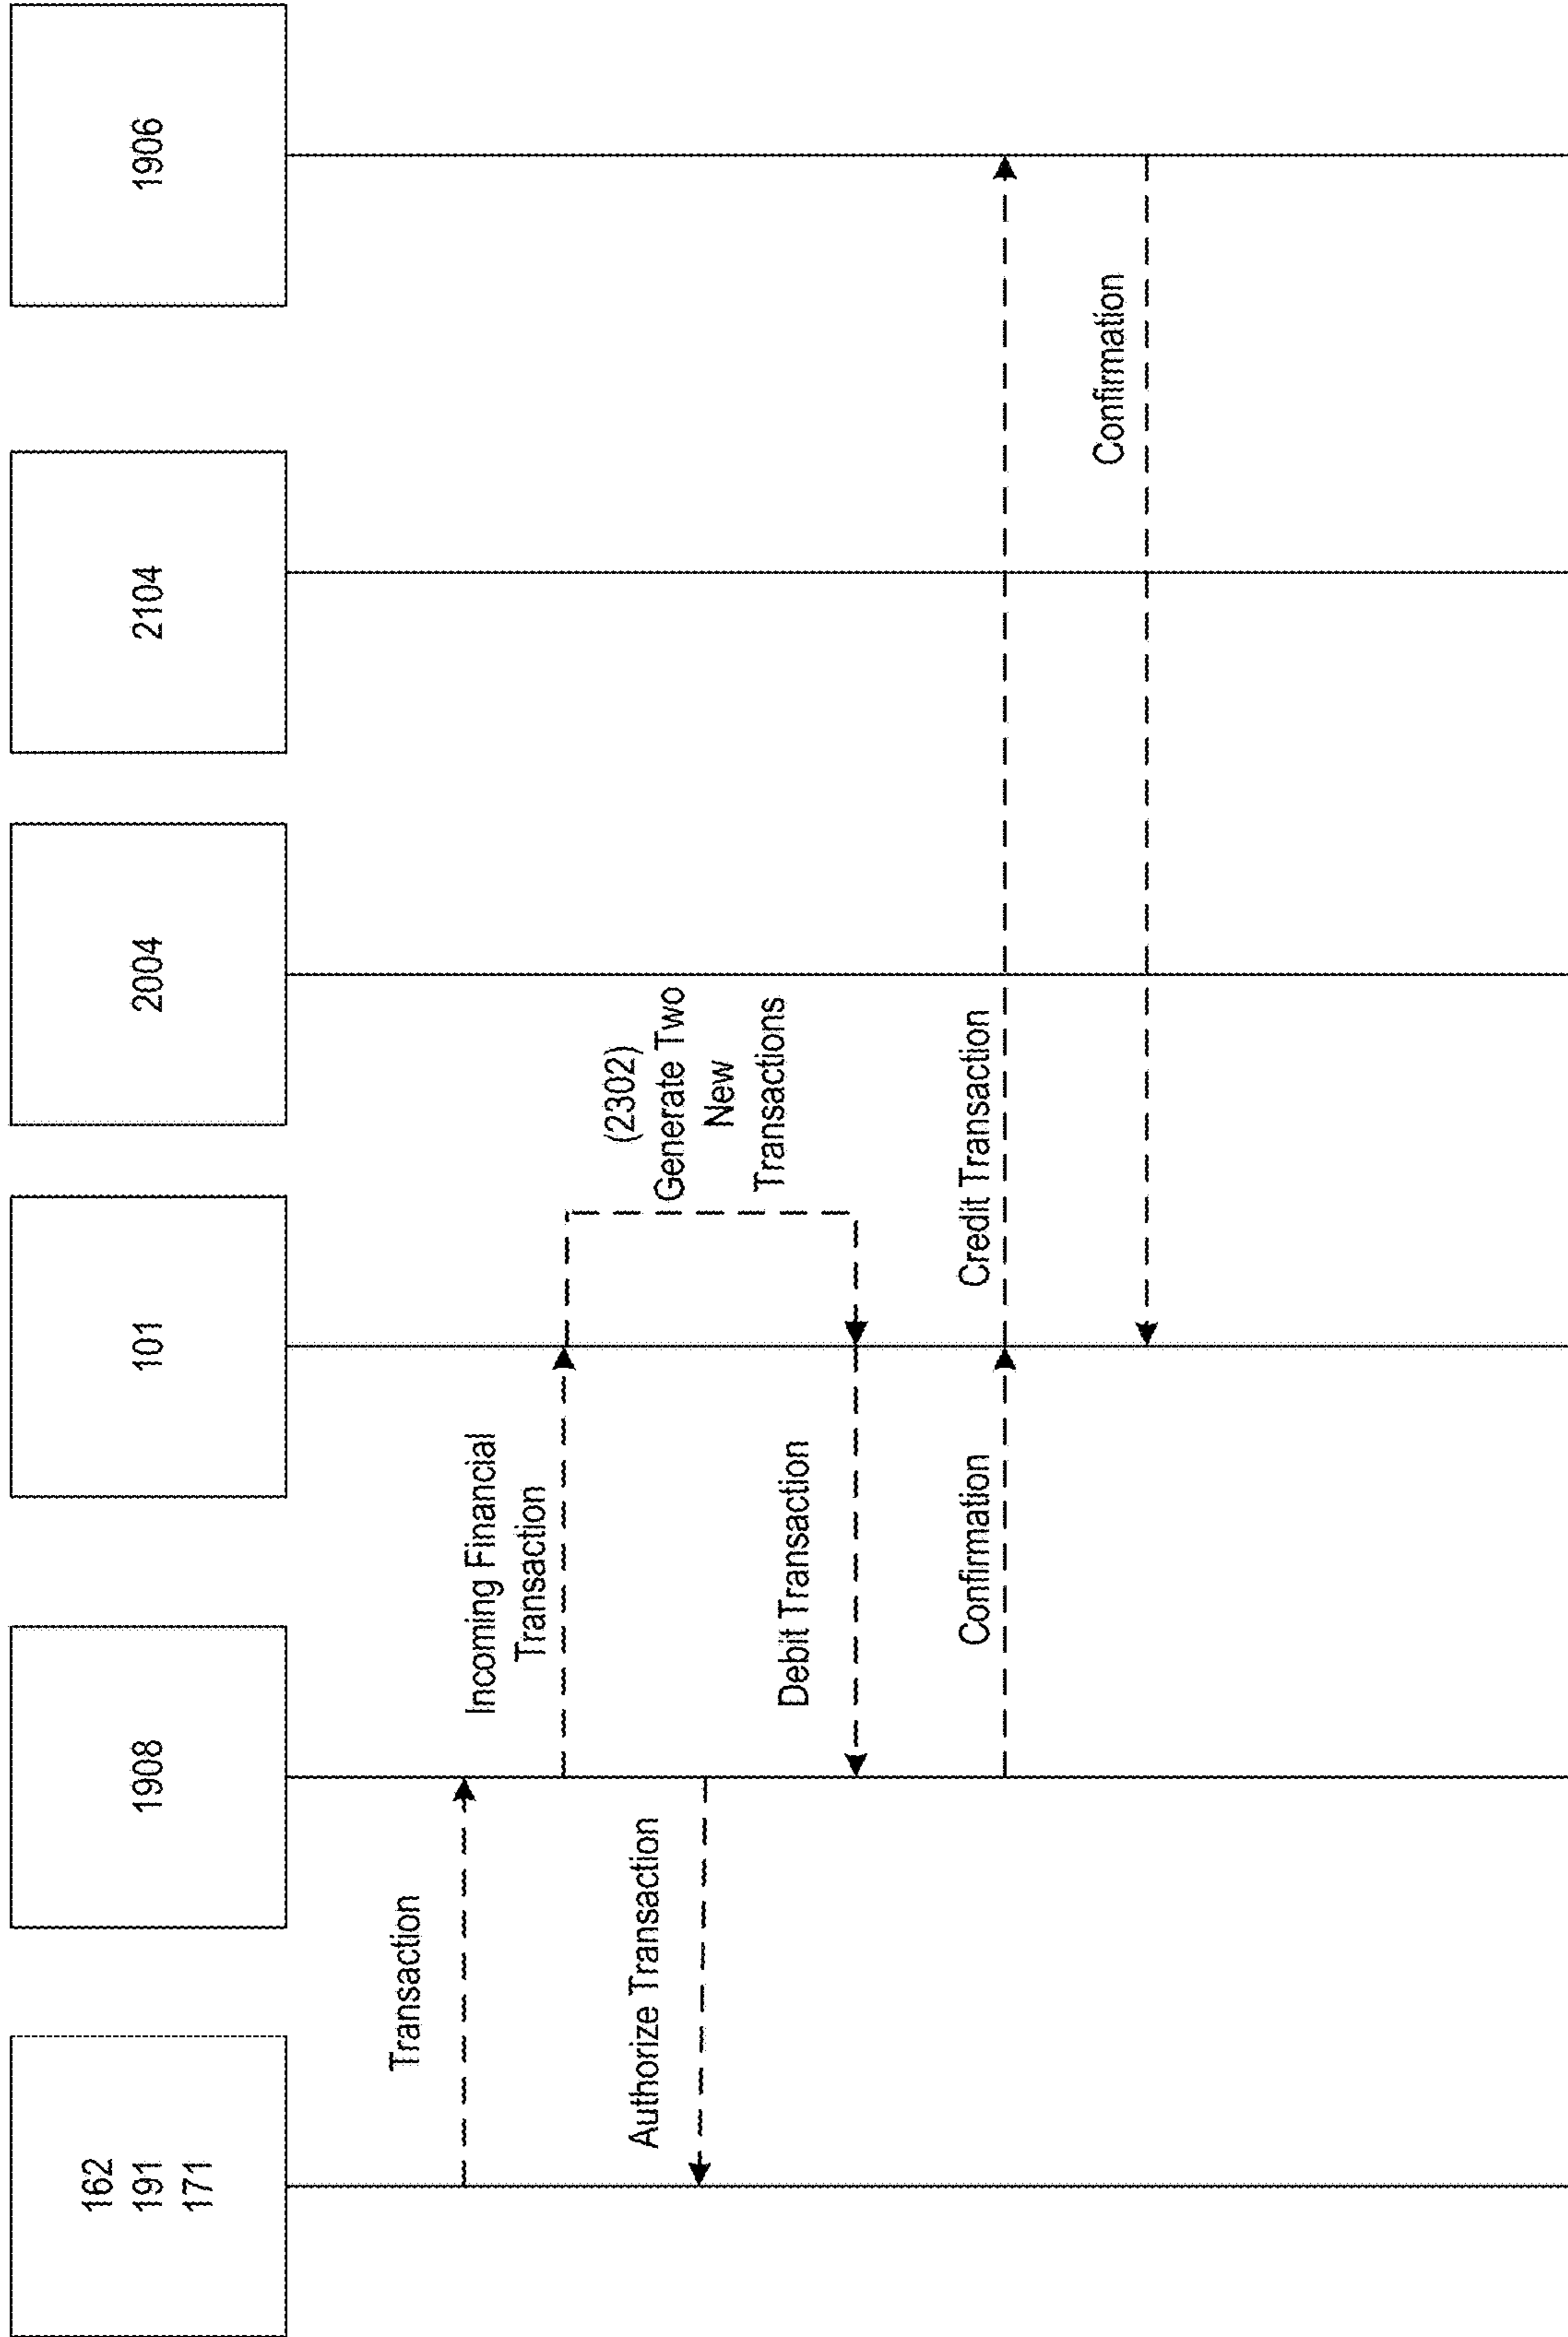 162
191
171
1908
101
2004
2104
1906
Transaction
Incoming Financial
Transaction
(2302)
Generate Two
New
Transactions
Authorize Transaction
Debit Transaction
Confirmation
Credit Transaction
Confirmation